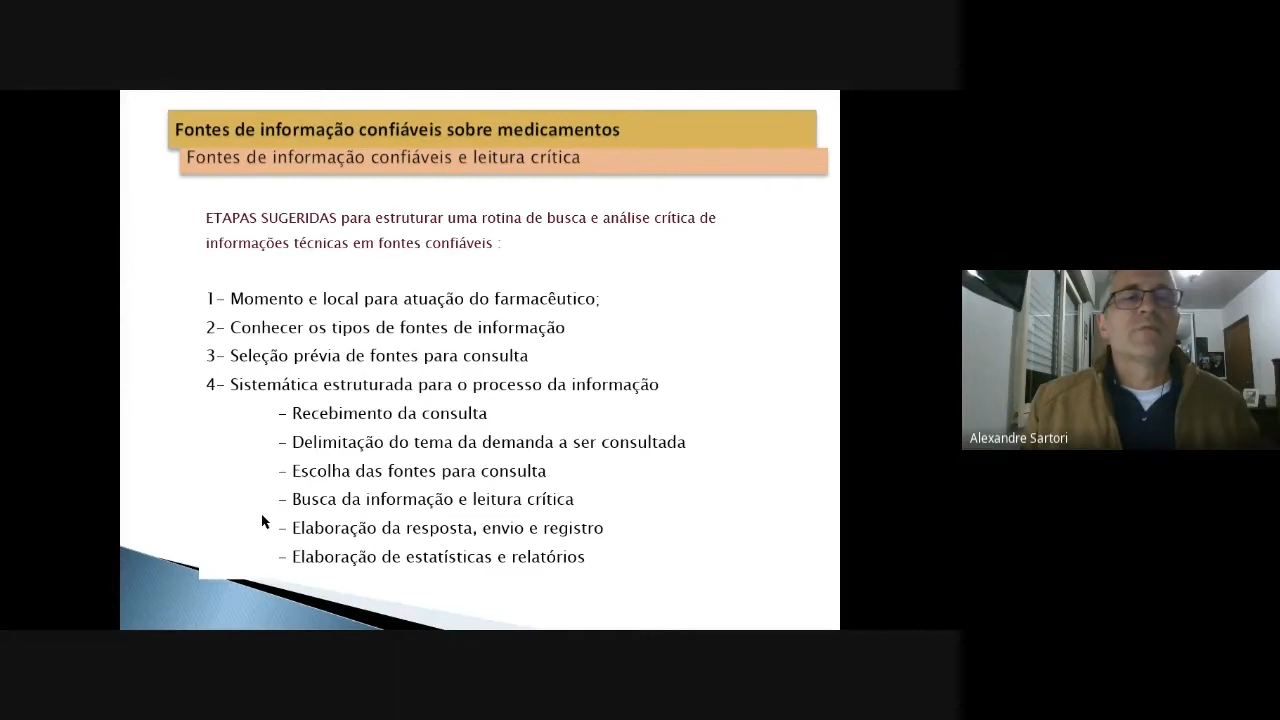 Fontes de informação confiáveis sobre medicamentos
Fontes de informação confiáveis e leitura crítica
ETAPAS SUGERIDAS para estruturar uma rotina de busca e análise crítica de
informações técnicas em fontes confiáveis :
1- Momento e local para atuação do farmacêutico;
2- Conhecer os tipos de fontes de informação
3- Seleção prévia de fontes para consulta
4- Sistemática estruturada para o processo da informação
- Recebimento da consulta
- Delimitação do tema da demanda a ser consultada
- Escolha das fontes para consulta
- Busca da informação e leitura crítica
- Elaboração da resposta, envio e registro
- Elaboração de estatísticas e relatórios
Alexandre Sartori